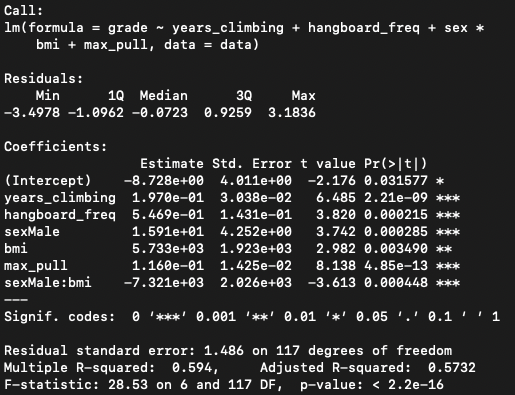 Call:
lm(formula = grade ~ years_climbing + hangboard_freq + sex *
    bmi + max_pull, data = data)

Residuals:
    Min      1Q  Median      3Q     Max
-3.4978 -1.0962 -0.0723  0.9259  3.1836

Coefficients:
                 Estimate Std. Error t value Pr(>|t|)
(Intercept)    -8.728e+00  4.011e+00  -2.176 0.031577 *
years_climbing  1.970e-01  3.038e-02   6.485 2.21e-09 ***
hangboard_freq  5.469e-01  1.431e-01   3.820 0.000215 ***
sexMale         1.591e+01  4.252e+00   3.742 0.000285 ***
bmi             5.733e+03  1.923e+03   2.982 0.003490 **
max_pull        1.160e-01  1.425e-02   8.138 4.85e-13 ***
sexMale:bmi    -7.321e+03  2.026e+03  -3.613 0.000448 ***
---
Signif. codes:  0 ‘***’ 0.001 ‘**’ 0.01 ‘*’ 0.05 ‘.’ 0.1 ‘ ’ 1

Residual standard error: 1.486 on 117 degrees of freedom
Multiple R-squared:  0.594,     Adjusted R-squared:  0.5732
F-statistic: 28.53 on 6 and 117 DF,  p-value: < 2.2e-16